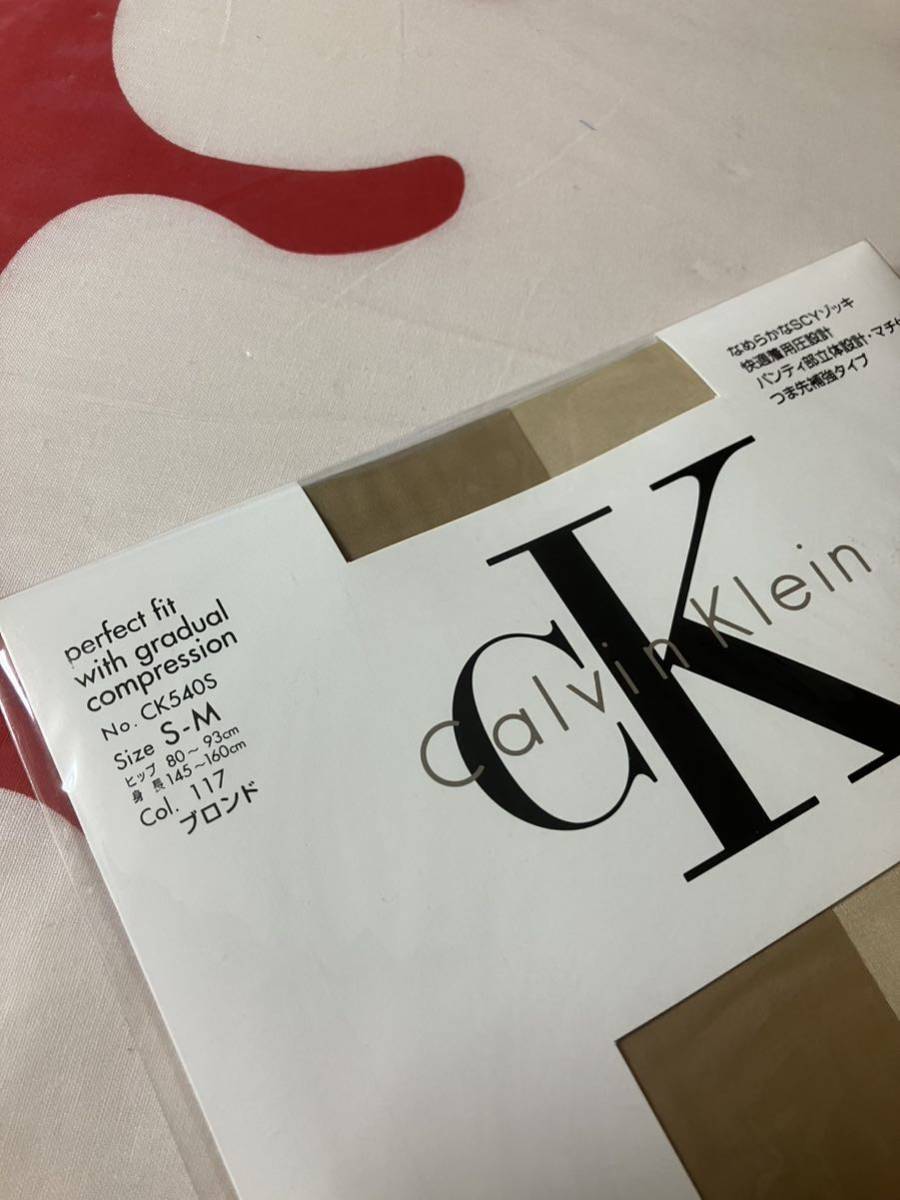 なめらかなSCYゾッキ
快適着用圧設計
パンティ部立体設計・マチ
つま先補強タイプ
perfect fit
with gradual
compression
No. CK540S
Size S-M
ヒップ 80～93cm
身長 145～160cm
Col. 117
ブロンド
CK
Calvin Klein